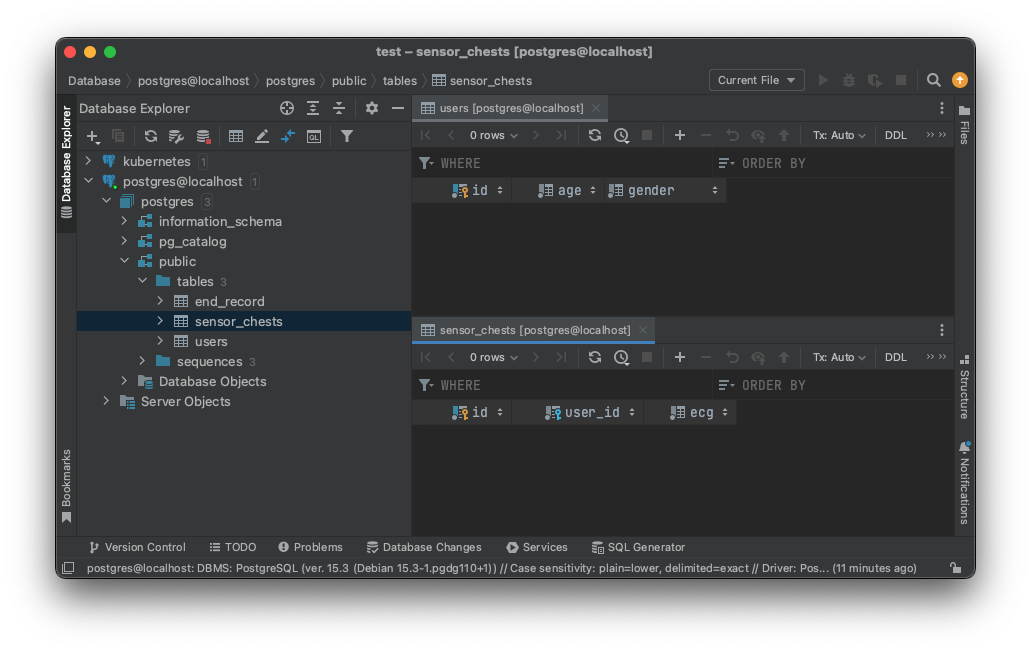 test – sensor_chests [postgres@localhost]
Database postgres@localhost postgres public tables sensor_chests Current File
Database Explorer
Database Explorer
kubernetes 1
postgres@localhost 1
postgres 3
information_schema
pg_catalog
public
tables 3
end_record
sensor_chests
users
sequences 3
Database Objects
Server Objects
Bookmarks
users [postgres@localhost]
0 rows Tx: Auto DDL
WHERE ORDER BY
id age gender
sensor_chests [postgres@localhost]
0 rows Tx: Auto DDL
WHERE ORDER BY
id user_id ecg
Files
Structure
Notifications
Version Control TODO Problems Database Changes Services SQL Generator
postgres@localhost: DBMS: PostgreSQL (ver. 15.3 (Debian 15.3-1.pgdg110+1)) // Case sensitivity: plain=lower, delimited=exact // Driver: Pos... (11 minutes ago)